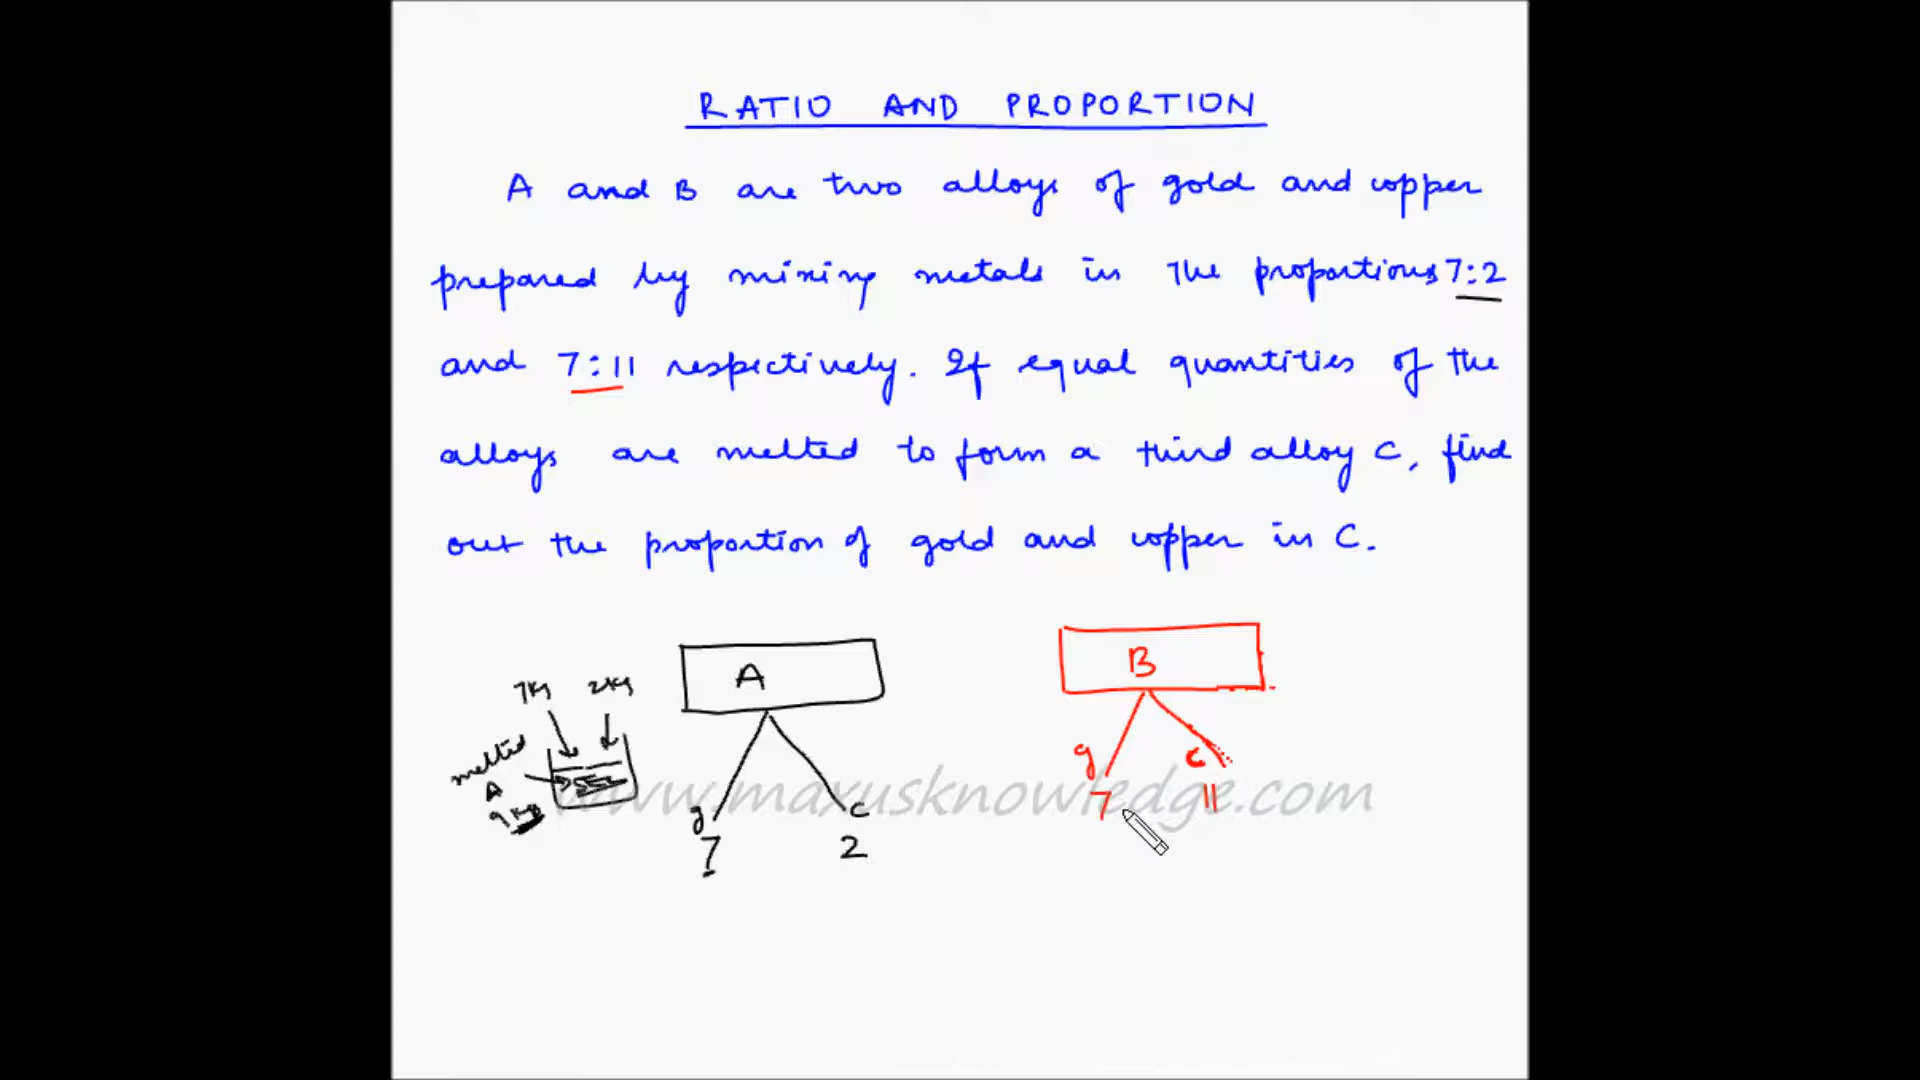 RATIO AND PROPORTION
A and B are two alloys of gold and copper
prepared by mixing metals in the proportions 7:2
and 7:11 respectively. If equal quantities of the
alloys are melted to form a third alloy C, find
out the proportion of gold and copper in C.
7Kg 2Kg
melted
A
9 Kgs
A
g c
7 2
B
g c
7 11
www.maxusknowledge.com